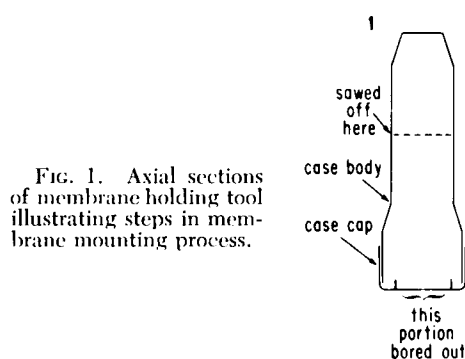 1
sawed
off
here
case body
case cap
this
portion
bored out
FIG. 1. Axial sections
of membrane holding tool
illustrating steps in mem-
brane mounting process.